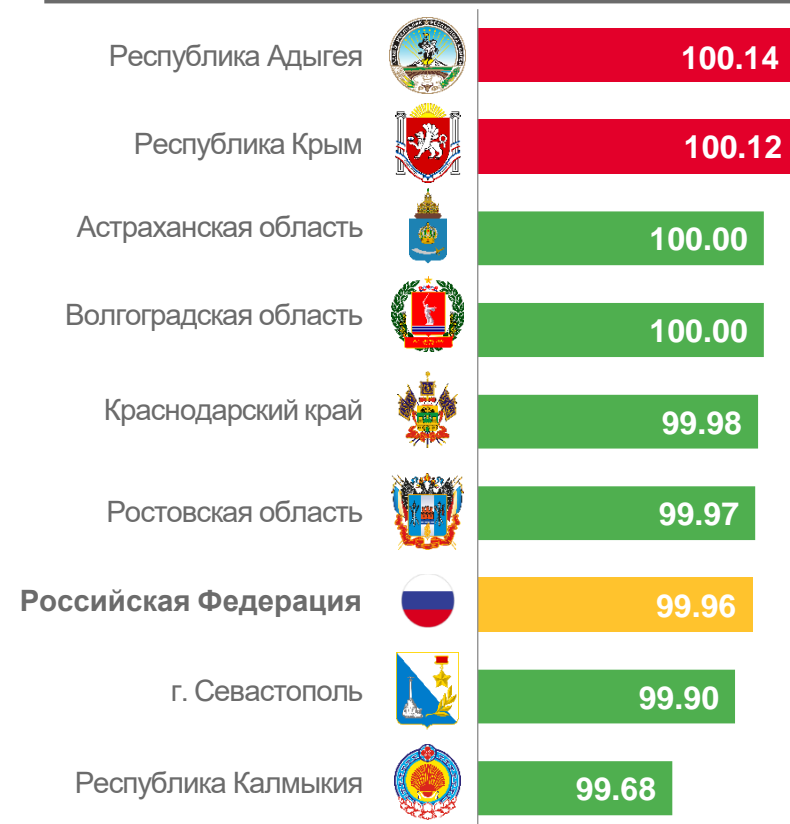 Республика Адыгея 100.14
Республика Крым 100.12
Астраханская область 100.00
Волгоградская область 100.00
Краснодарский край 99.98
Ростовская область 99.97
Российская Федерация 99.96
г. Севастополь 99.90
Республика Калмыкия 99.68